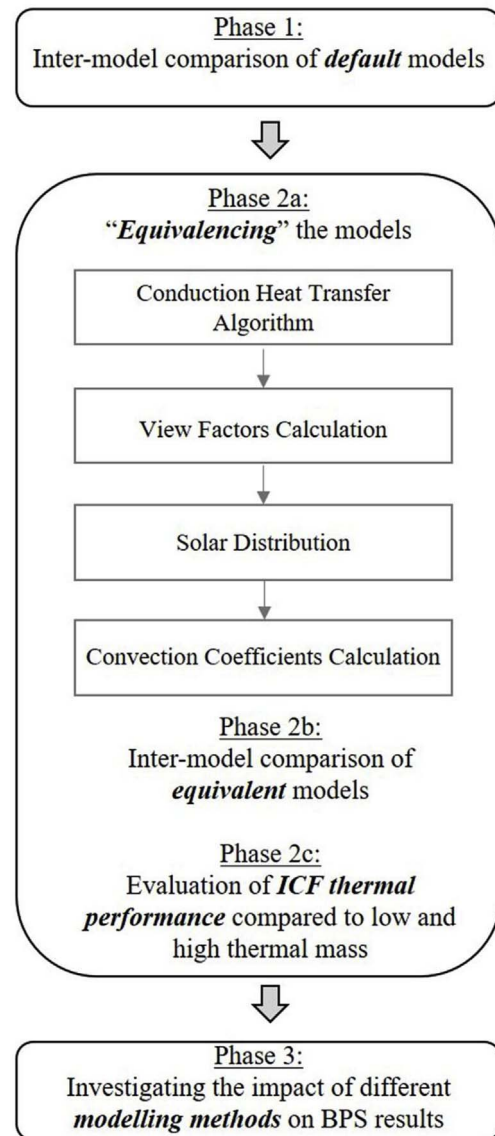 Phase 1:
Inter-model comparison of default models
Phase 2a:
“Equivalencing” the models
Conduction Heat Transfer
Algorithm
View Factors Calculation
Solar Distribution
Convection Coefficients Calculation
Phase 2b:
Inter-model comparison of
equivalent models
Phase 2c:
Evaluation of ICF thermal
performance compared to low and
high thermal mass
Phase 3:
Investigating the impact of different
modelling methods on BPS results